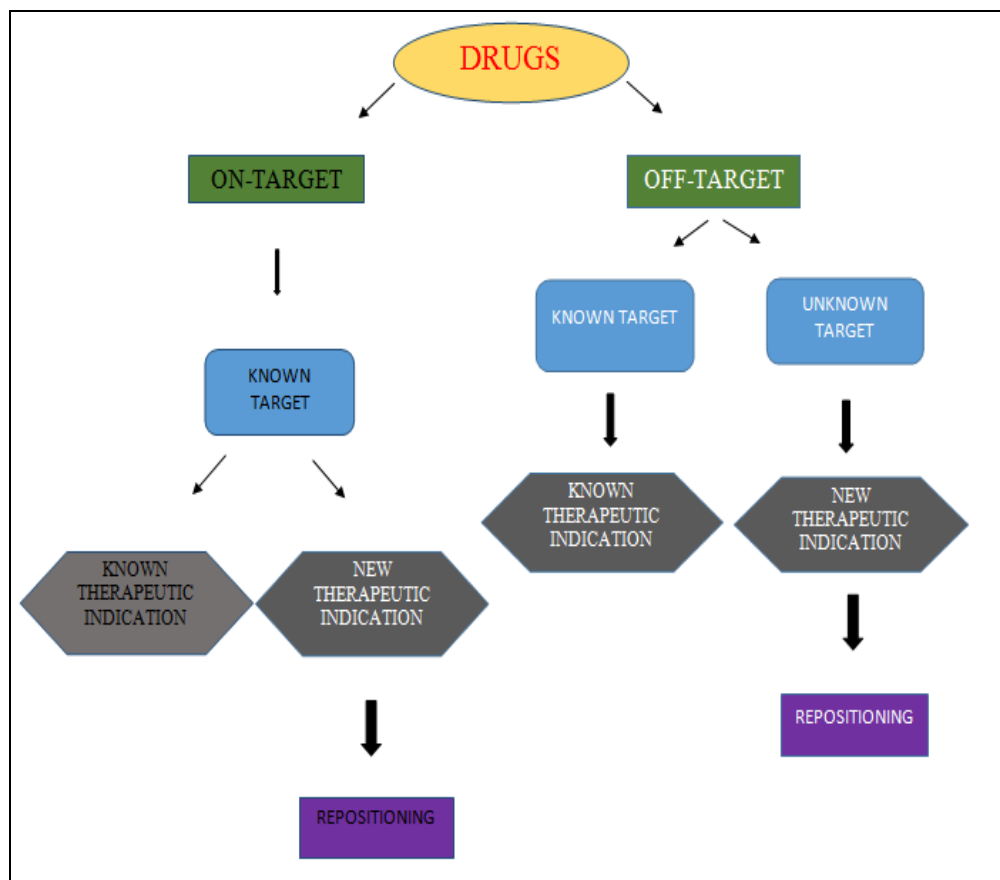 DRUGS
ON-TARGET
OFF-TARGET
KNOWN TARGET
UNKNOWN
TARGET
KNOWN
TARGET
KNOWN
THERAPEUTIC
INDICATION
NEW
THERAPEUTIC
INDICATION
KNOWN
THERAPEUTIC
INDICATION
NEW
THERAPEUTIC
INDICATION
REPOSITIONING
REPOSITIONING